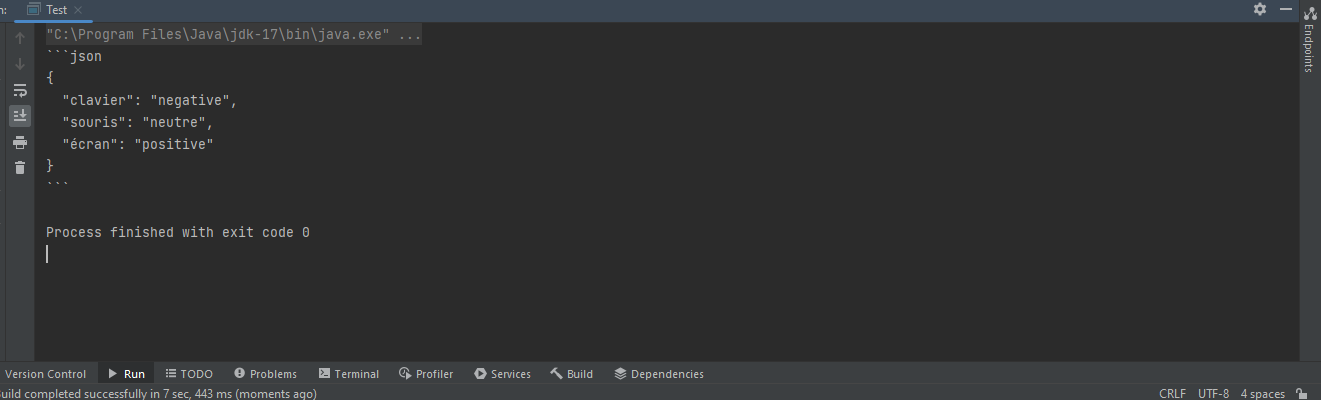 n: Test
"C:\Program Files\Java\jdk-17\bin\java.exe" ...
```json
{
  "clavier": "negative",
  "souris": "neutre",
  "écran": "positive"
}
```
Process finished with exit code 0
Endpoints
Version Control Run TODO Problems Terminal Profiler Services Build Dependencies
Build completed successfully in 7 sec, 443 ms (moments ago) CRLF UTF-8 4 spaces